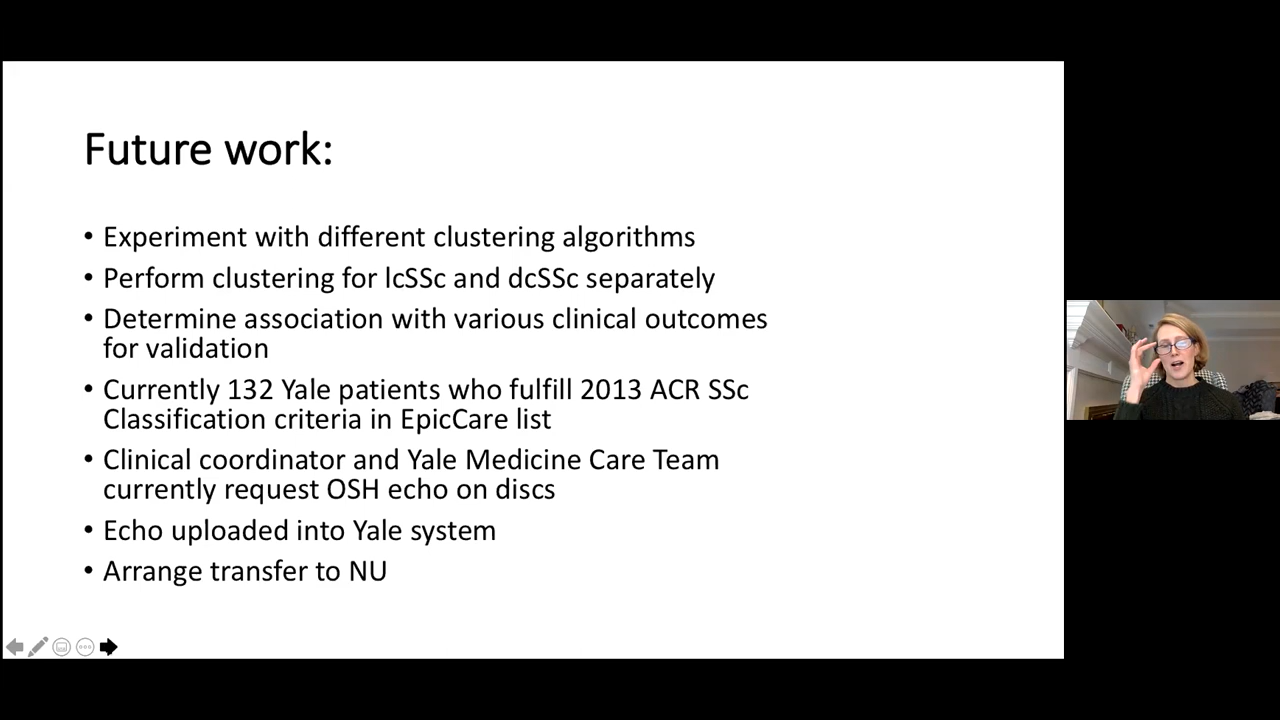 Future work:
• Experiment with different clustering algorithms
• Perform clustering for lcSSc and dcSSc separately
• Determine association with various clinical outcomes
for validation
• Currently 132 Yale patients who fulfill 2013 ACR SSc
Classification criteria in EpicCare list
• Clinical coordinator and Yale Medicine Care Team
currently request OSH echo on discs
• Echo uploaded into Yale system
• Arrange transfer to NU